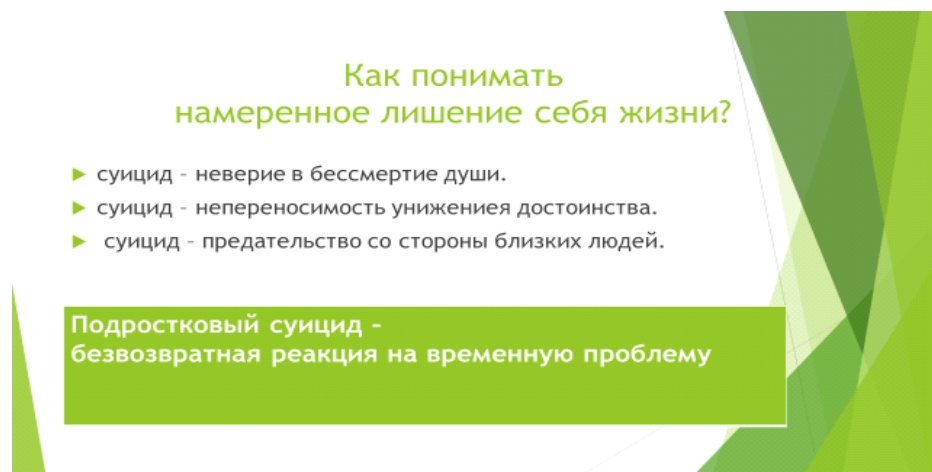 Как понимать
намеренное лишение себя жизни?
суицид – неверие в бессмертие души.
суицид – непереносимость унижениея достоинства.
суицид – предательство со стороны близких людей.
Подростковый суицид –
безвозвратная реакция на временную проблему